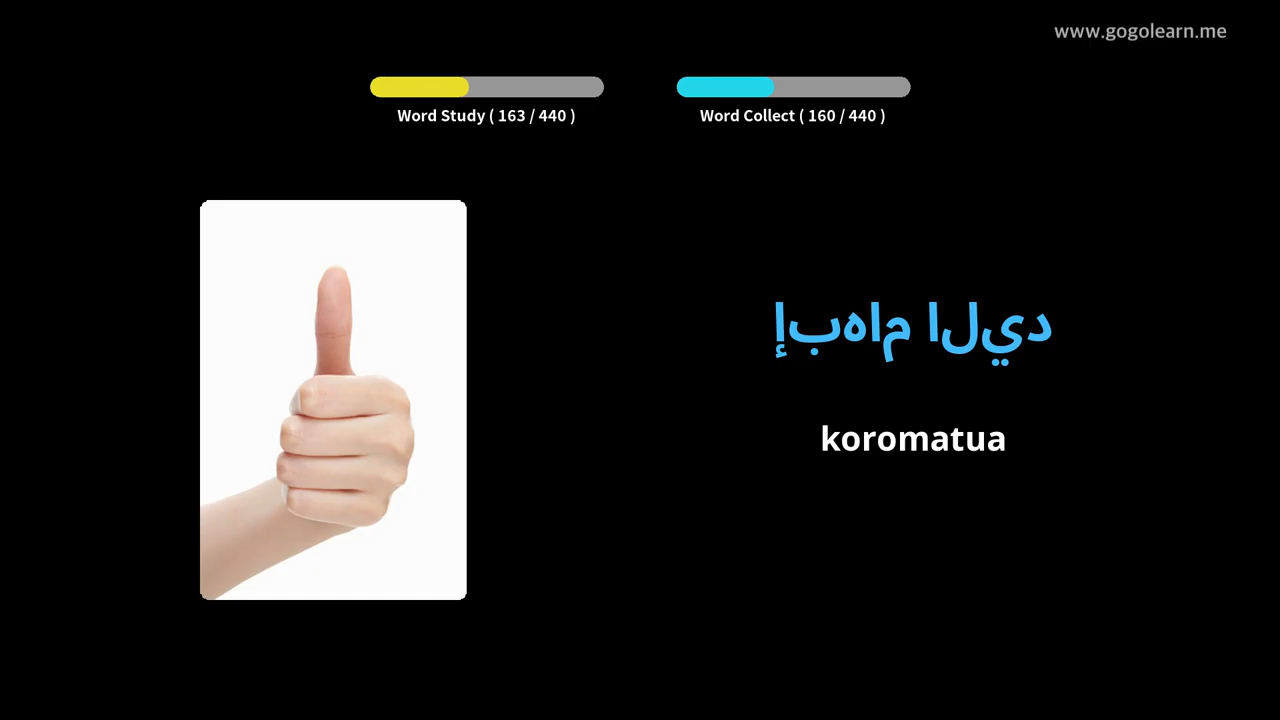 www.gogolearn.me
Word Study ( 163 / 440 )
Word Collect ( 160 / 440 )
إبهام اليد
koromatua